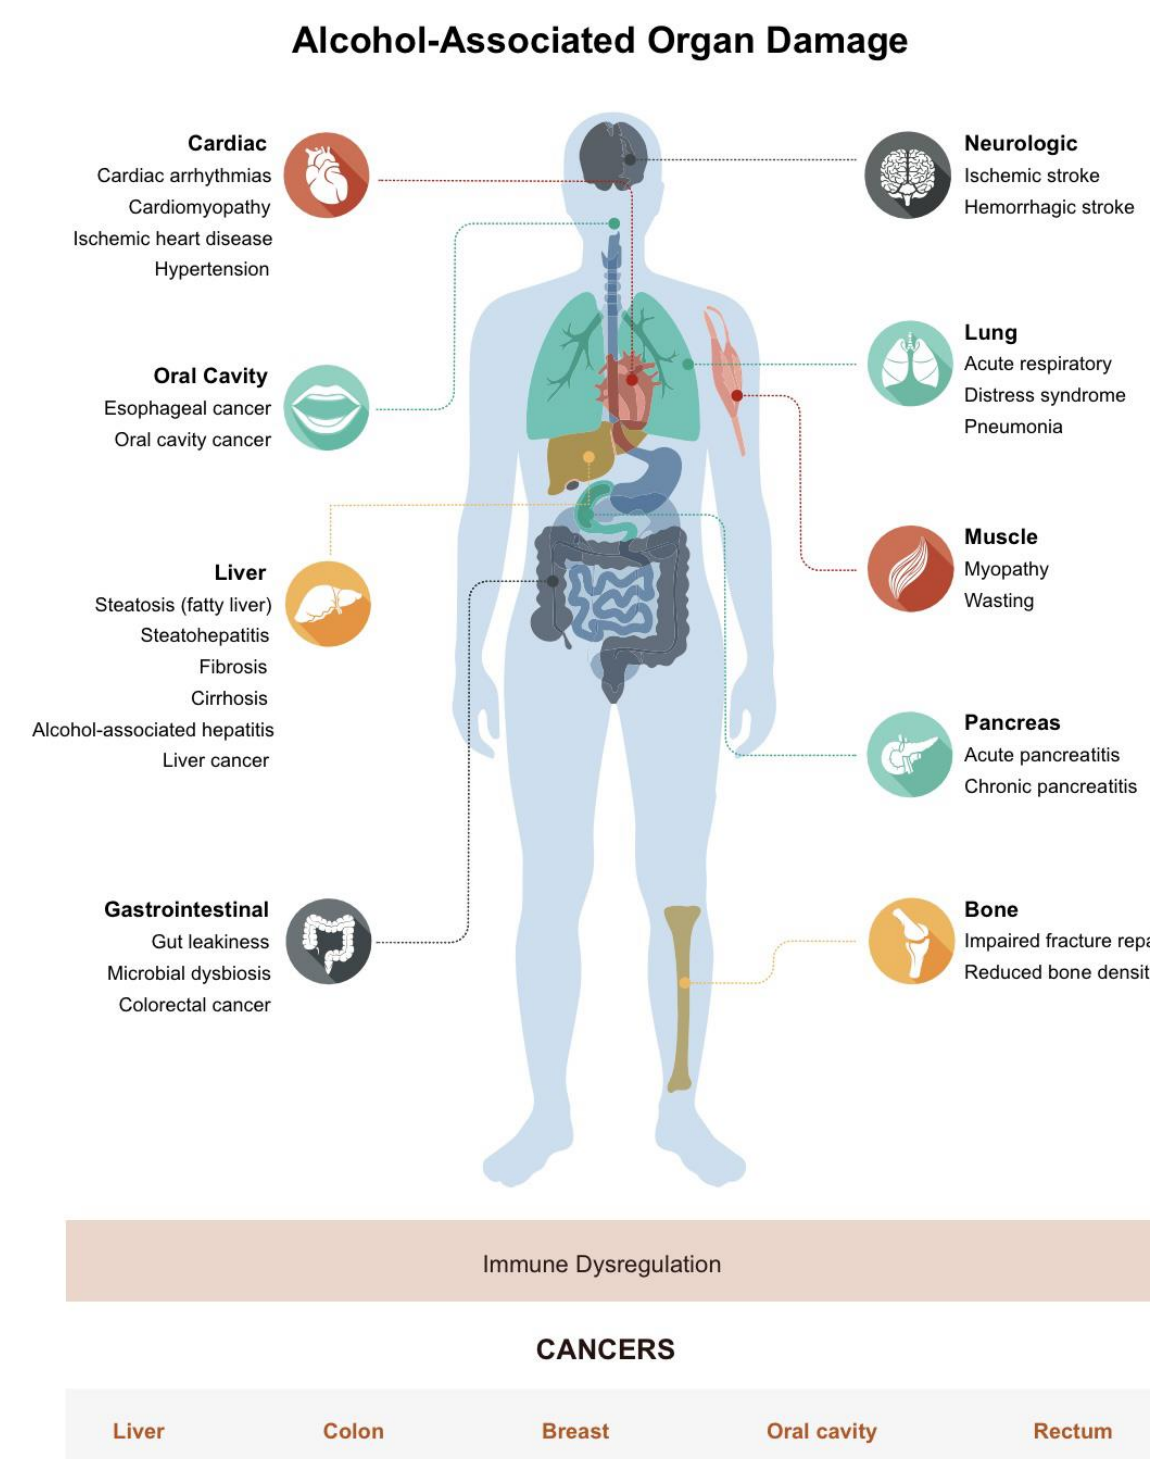 Alcohol-Associated Organ Damage
Cardiac
Cardiac arrhythmias
Cardiomyopathy
Ischemic heart disease
Hypertension
Oral Cavity
Esophageal cancer
Oral cavity cancer
Liver
Steatosis (fatty liver)
Steatohepatitis
Fibrosis
Cirrhosis
Alcohol-associated hepatitis
Liver cancer
Gastrointestinal
Gut leakiness
Microbial dysbiosis
Colorectal cancer
Neurologic
Ischemic stroke
Hemorrhagic stroke
Lung
Acute respiratory
Distress syndrome
Pneumonia
Muscle
Myopathy
Wasting
Pancreas
Acute pancreatitis
Chronic pancreatitis
Bone
Impaired fracture repa
Reduced bone densit
Immune Dysregulation
CANCERS
Liver Colon Breast Oral cavity Rectum